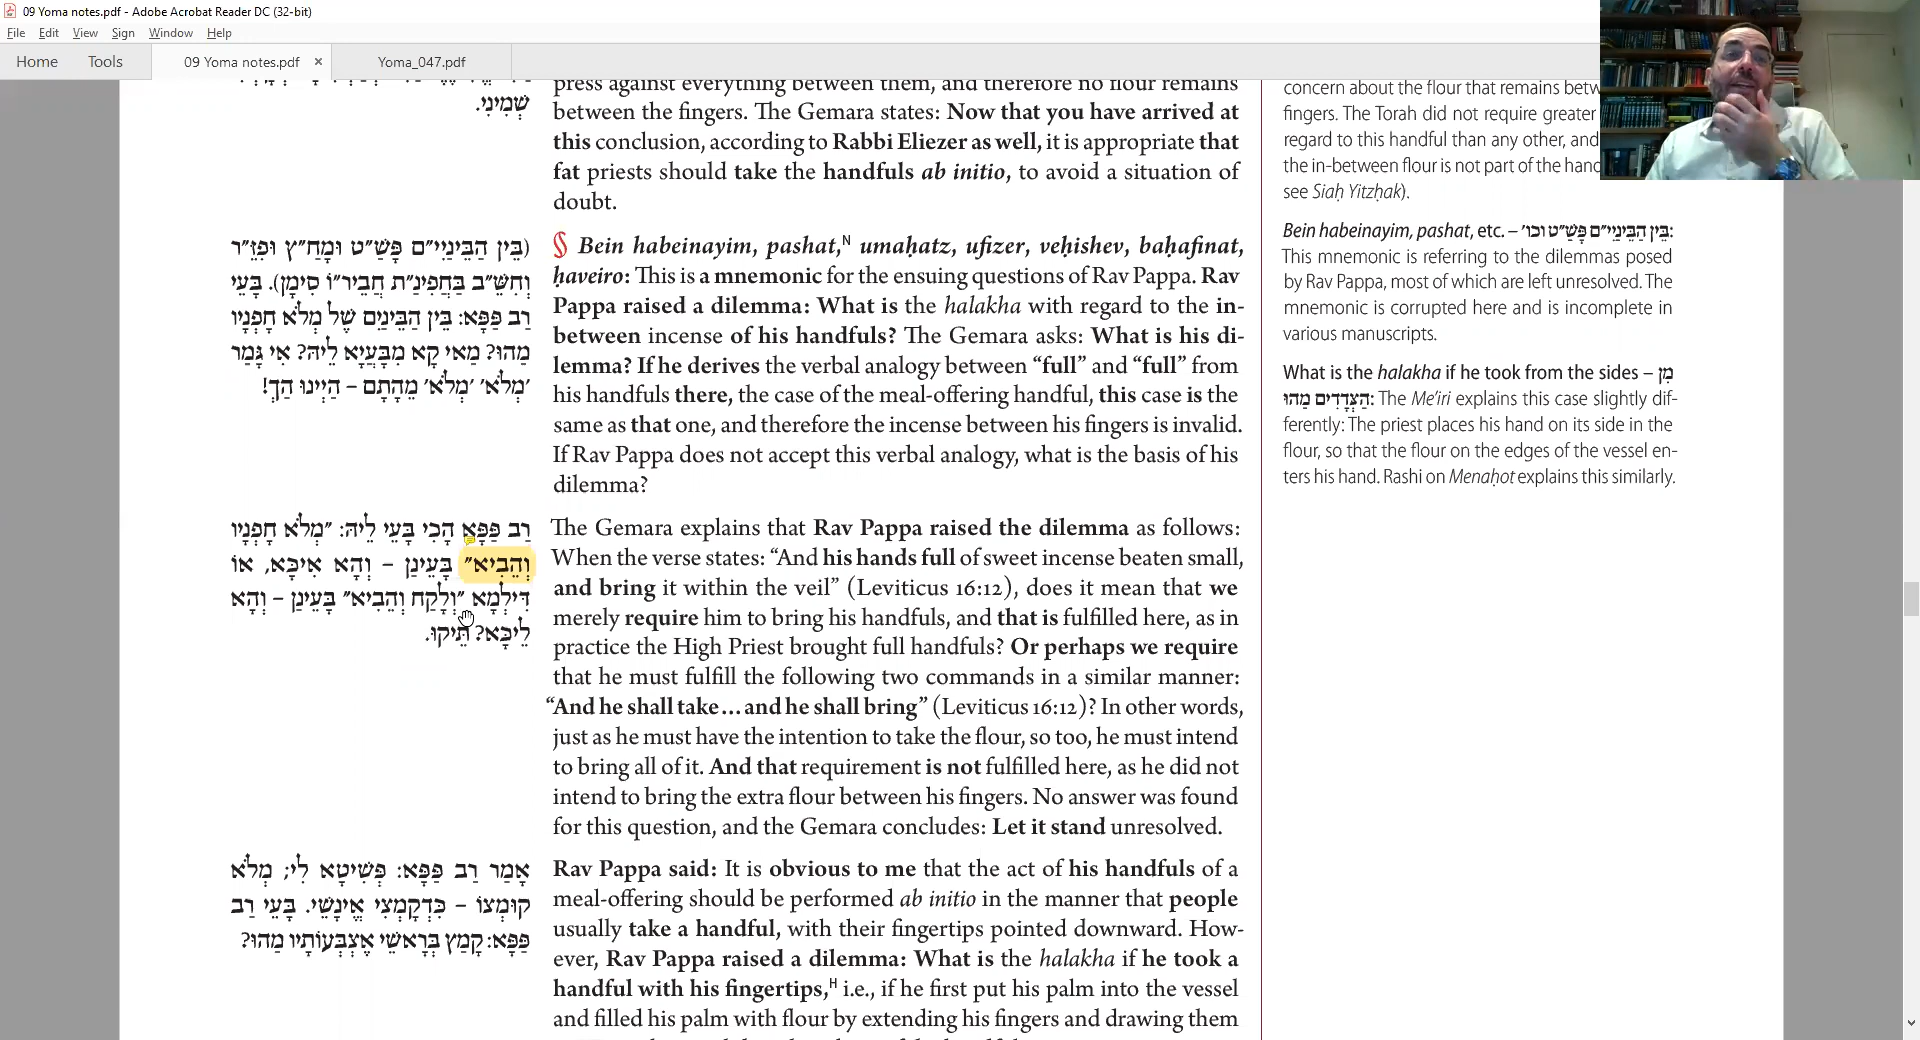 09 Yoma notes.pdf - Adobe Acrobat Reader DC (32-bit)
File Edit View Sign Window Help
Home Tools 09 Yoma notes.pdf × Yoma_047.pdf
שְׁמִינִי.
(בֵּין הַבֵּינַיִי״ם פָּשַׁ״ט וּמָחַ״ץ וּפִזֵּ״ר
וְחִשֵּׁ״ב בַּחֲפִינַ״ת חֲבֵירִ״וֹ סִימָן). בָּעֵי
רַב פַּפָּא: בֵּין הַבֵּינַיִם שֶׁל מְלֹא חׇפְנָיו
מַהוּ? מַאי קָא מִבַּעְיָא לֵיהּ? אִי גָּמַר
׳מְלֹא׳ ׳מְלֹא׳ מֵהָתָם – הַיְינוּ הַךְ!
רַב פַּפָּא הָכִי בָּעֵי לֵיהּ: ״מְלֹא חׇפְנָיו
וְהֵבִיא״ בָּעֵינַן – וְהָא אִיכָּא, אוֹ
דִּילְמָא ״וְלָקַח וְהֵבִיא״ בָּעֵינַן – וְהָא
לֵיכָּא? תֵּיקוּ.
אָמַר רַב פַּפָּא: פְּשִׁיטָא לִי; מְלֹא
קוּמְצוֹ – כִּדְקָמְצִי אֱינָשֵׁי. בָּעֵי רַב
פַּפָּא: קָמַץ בְּרָאשֵׁי אֶצְבְּעוֹתָיו מַהוּ?
press against everything between them, and therefore no flour remains
between the fingers. The Gemara states: Now that you have arrived at
this conclusion, according to Rabbi Eliezer as well, it is appropriate that
fat priests should take the handfuls ab initio, to avoid a situation of
doubt.
§ Bein habeinayim, pashat,ᴺ umaḥatz, ufizer, veḥishev, baḥafinat,
ḥaveiro: This is a mnemonic for the ensuing questions of Rav Pappa. Rav
Pappa raised a dilemma: What is the halakha with regard to the in-
between incense of his handfuls? The Gemara asks: What is his di-
lemma? If he derives the verbal analogy between “full” and “full” from
his handfuls there, the case of the meal-offering handful, this case is the
same as that one, and therefore the incense between his fingers is invalid.
If Rav Pappa does not accept this verbal analogy, what is the basis of his
dilemma?
The Gemara explains that Rav Pappa raised the dilemma as follows:
When the verse states: “And his hands full of sweet incense beaten small,
and bring it within the veil” (Leviticus 16:12), does it mean that we
merely require him to bring his handfuls, and that is fulfilled here, as in
practice the High Priest brought full handfuls? Or perhaps we require
that he must fulfill the following two commands in a similar manner:
“And he shall take…and he shall bring” (Leviticus 16:12)? In other words,
just as he must have the intention to take the flour, so too, he must intend
to bring all of it. And that requirement is not fulfilled here, as he did not
intend to bring the extra flour between his fingers. No answer was found
for this question, and the Gemara concludes: Let it stand unresolved.
Rav Pappa said: It is obvious to me that the act of his handfuls of a
meal-offering should be performed ab initio in the manner that people
usually take a handful, with their fingertips pointed downward. How-
ever, Rav Pappa raised a dilemma: What is the halakha if he took a
handful with his fingertips,ᴴ i.e., if he first put his palm into the vessel
and filled his palm with flour by extending his fingers and drawing them
concern about the flour that remains
fingers. The Torah did not require greater
regard to this handful than any other, and
the in-between flour is not part of the
see Siaḥ Yitzḥak).
Bein habeinayim, pashat, etc. – בֵּין הַבֵּינַיִי״ם פָּשַׁ״ט וכו׳:
This mnemonic is referring to the dilemmas posed
by Rav Pappa, most of which are left unresolved. The
mnemonic is corrupted here and is incomplete in
various manuscripts.
What is the halakha if he took from the sides – מִן
הַצְּדָדִים מַהוּ: The Me’iri explains this case slightly dif-
ferently: The priest places his hand on its side in the
flour, so that the flour on the edges of the vessel en-
ters his hand. Rashi on Menaḥot explains this similarly.